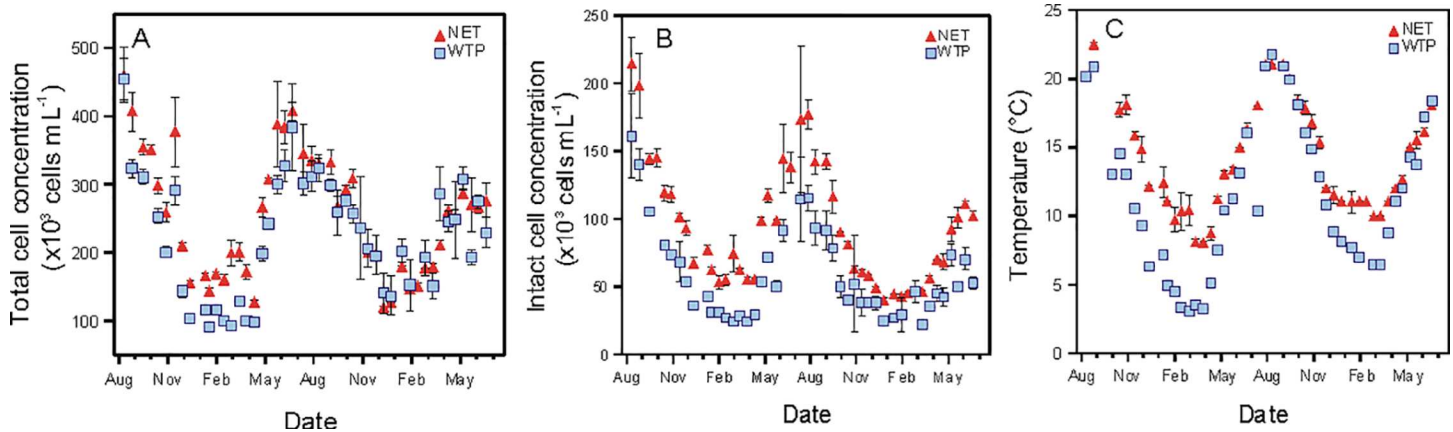 A
NET
WTP
Total cell concentration
(x10³ cells mL⁻¹)
500
400
300
200
100
Aug Nov Feb May Aug Nov Feb May
Date
B
NET
WTP
Intact cell concentration
(x10³ cells mL⁻¹)
250
200
150
100
50
0
Aug Nov Feb May Aug Nov Feb May
Date
C
NET
WTP
Temperature (°C)
25
20
15
10
5
0
Aug Nov Feb May Aug Nov Feb May
Date